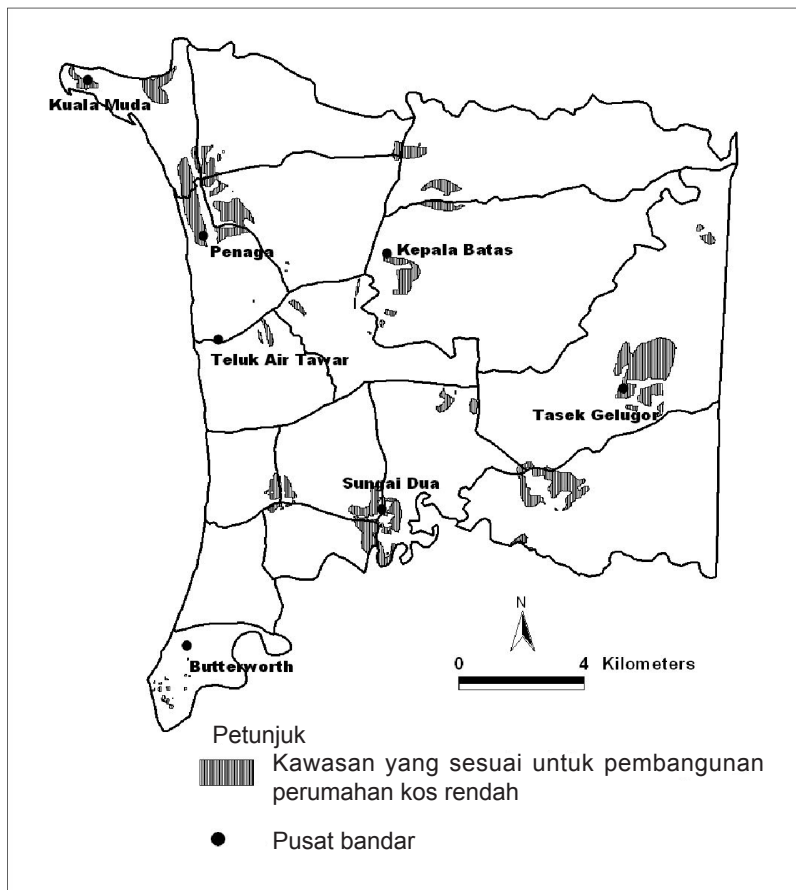 Kuala Muda
Penaga
Kepala Batas
Teluk Air Tawar
Tasek Gelugor
Sungai Dua
N
Butterworth
0 4 Kilometers
Petunjuk
Kawasan yang sesuai untuk pembangunan
perumahan kos rendah
Pusat bandar